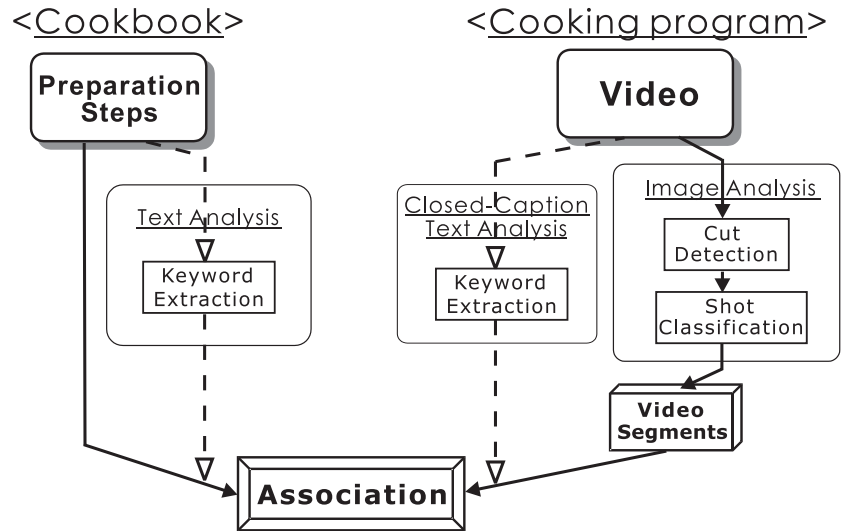 <Cookbook>
<Cooking program>
Preparation
Steps
Video
Text Analysis
Keyword
Extraction
Closed-Caption
Text Analysis
Keyword
Extraction
Image Analysis
Cut
Detection
Shot
Classification
Video
Segments
Association